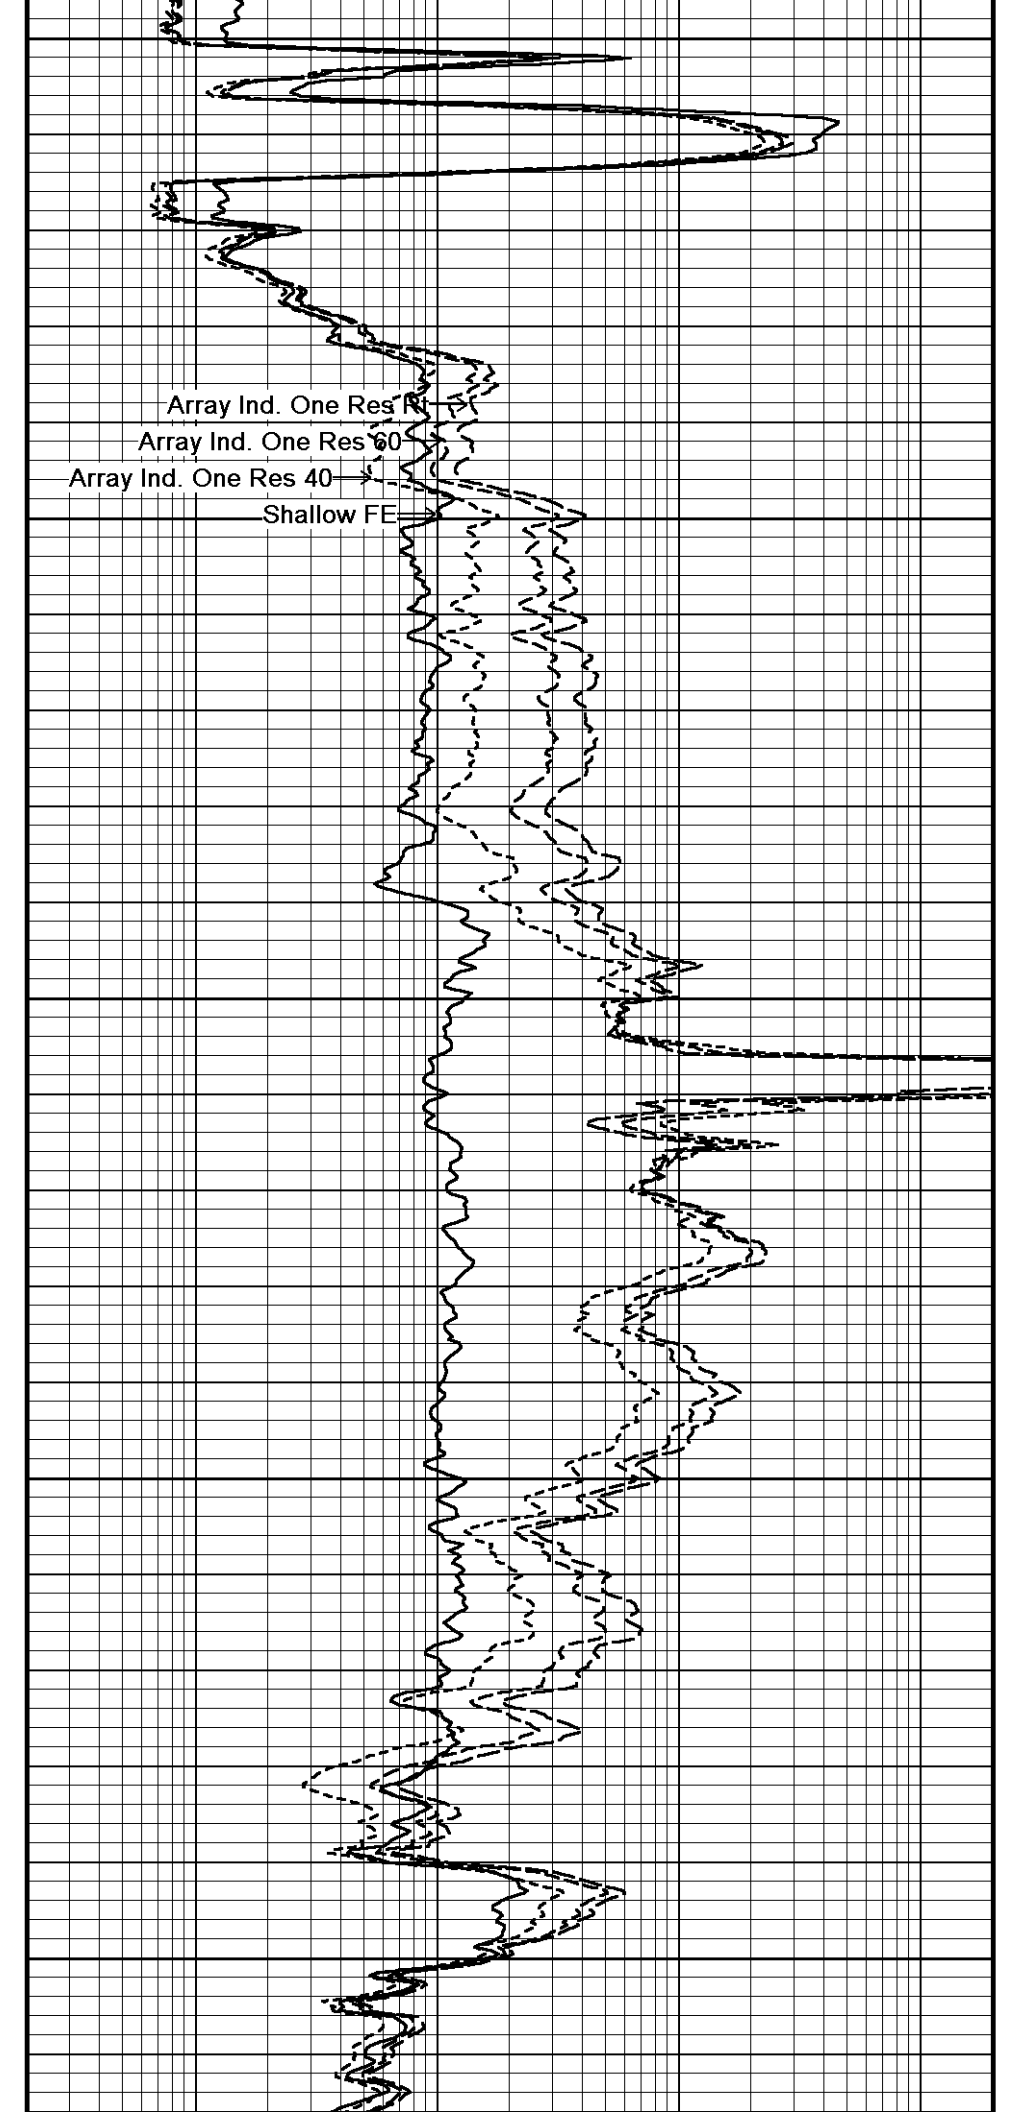 Array Ind. One Res Rt
Array Ind. One Res 60
Array Ind. One Res 40
Shallow FE